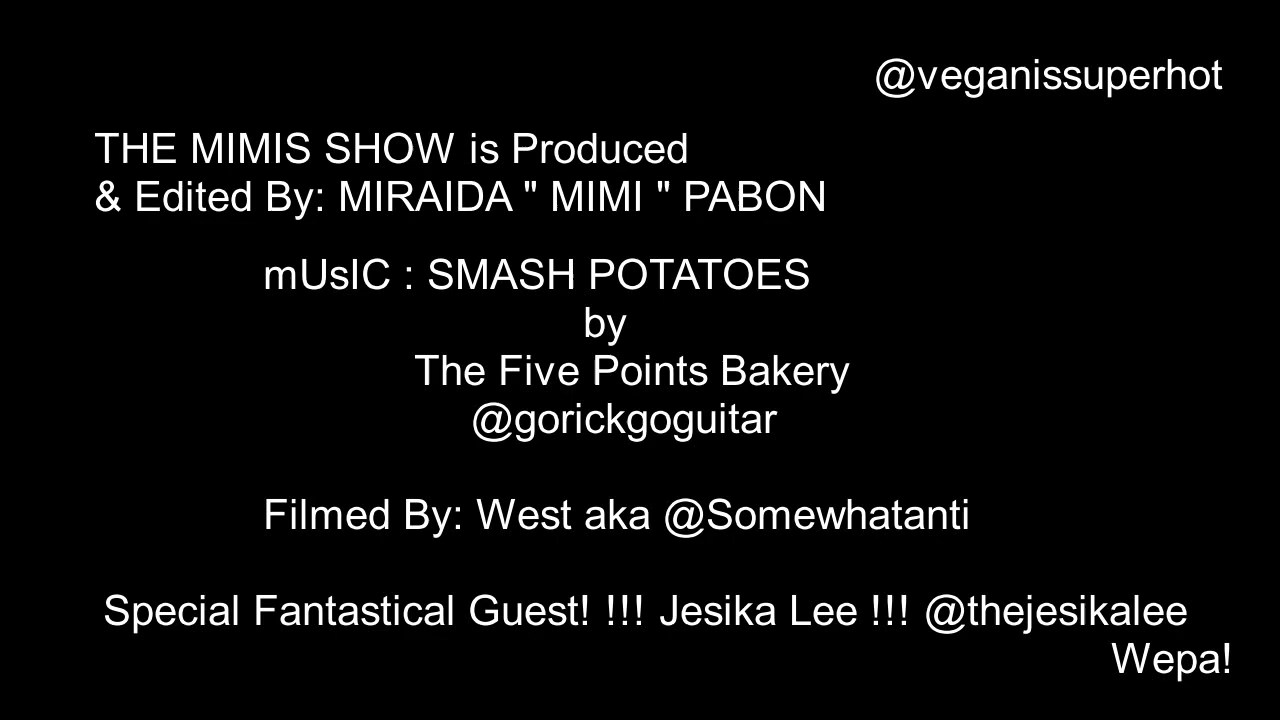 @veganissuperhot
THE MIMIS SHOW is Produced
& Edited By: MIRAIDA " MIMI " PABON
mUsIC : SMASH POTATOES
by
The Five Points Bakery
@gorickgoguitar
Filmed By: West aka @Somewhatanti
Special Fantastical Guest! !!! Jesika Lee !!! @thejesikalee
Wepa!